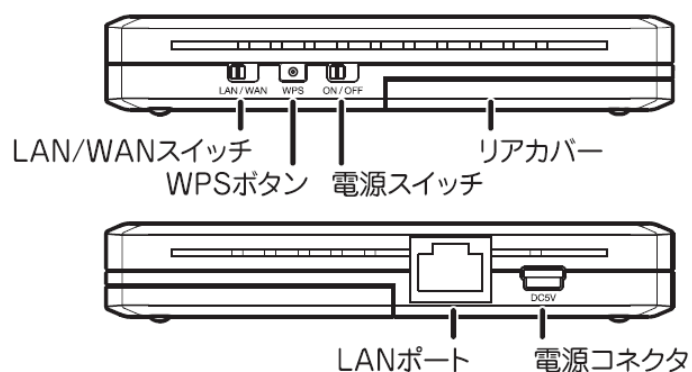 LAN/WAN WPS ON/OFF
LAN/WANスイッチ
リアカバー
WPSボタン
電源スイッチ
DC5V
LANポート
電源コネクタ